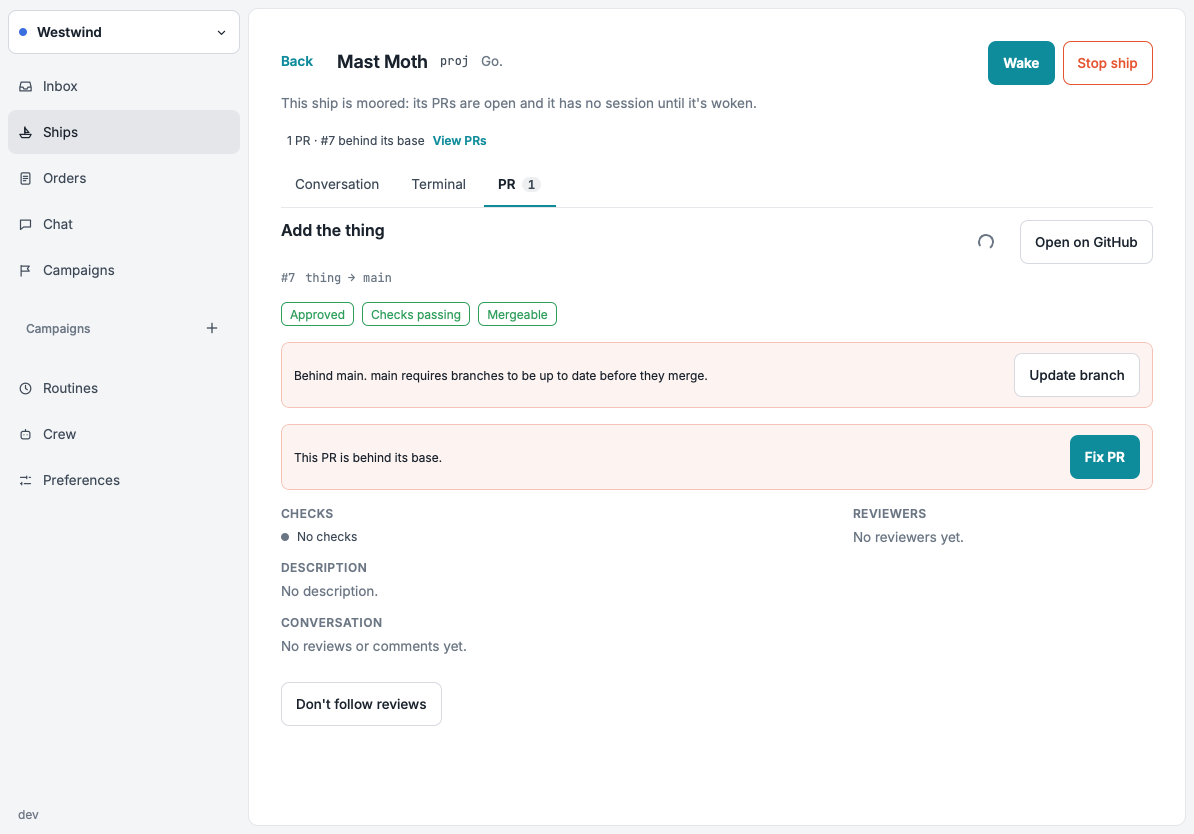 Westwind
Inbox
Ships
Orders
Chat
Campaigns
Campaigns
Routines
Crew
Preferences
dev
Back Mast Moth proj Go.
Wake Stop ship
This ship is moored: its PRs are open and it has no session until it's woken.
1 PR · #7 behind its base View PRs
Conversation Terminal PR 1
Add the thing
Open on GitHub
#7 thing → main
Approved Checks passing Mergeable
Behind main. main requires branches to be up to date before they merge. Update branch
This PR is behind its base. Fix PR
CHECKS
No checks
DESCRIPTION
No description.
CONVERSATION
No reviews or comments yet.
Don't follow reviews
REVIEWERS
No reviewers yet.